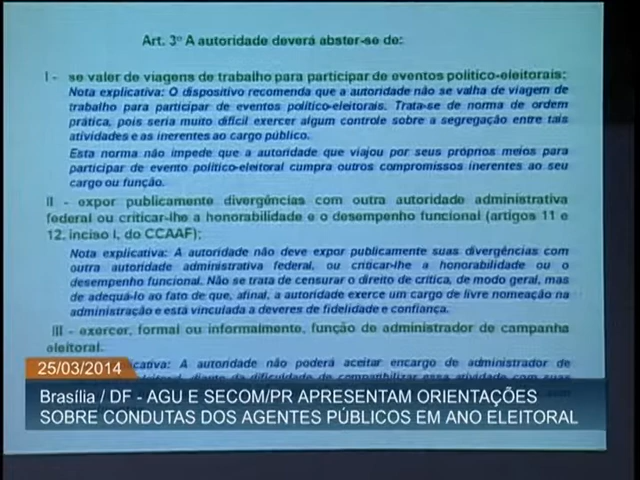 Art. 3º A autoridade deverá abster-se de:
I - se valer de viagens de trabalho para participar de eventos político-eleitorais;
Nota explicativa: O dispositivo recomenda que a autoridade não se valha de viagem de
trabalho para participar de eventos político-eleitorais. Trata-se de norma de ordem
prática, pois seria muito difícil exercer algum controle sobre a segregação entre tais
atividades e as inerentes ao cargo público.
Esta norma não impede que a autoridade que viajou por seus próprios meios para
participar de evento político-eleitoral cumpra outros compromissos inerentes ao seu
cargo ou função.
II - expor publicamente divergências com outra autoridade administrativa
federal ou criticar-lhe a honorabilidade e o desempenho funcional (artigos 11 e
12, inciso I, do CCAAF);
Nota explicativa: A autoridade não deve expor publicamente suas divergências com
outra autoridade administrativa federal, ou criticar-lhe a honorabilidade ou o
desempenho funcional. Não se trata de censurar o direito de crítica, de modo geral, mas
de adequá-lo ao fato de que, afinal, a autoridade exerce um cargo de livre nomeação na
administração e está vinculada a deveres de fidelidade e confiança.
III - exercer, formal ou informalmente, função de administrador de campanha
eleitoral.
A autoridade não poderá aceitar encargo de administrador de
diante da dificuldade de compatibilizar essa atividade com suas
25/03/2014
Brasília / DF - AGU E SECOM/PR APRESENTAM ORIENTAÇÕES
SOBRE CONDUTAS DOS AGENTES PÚBLICOS EM ANO ELEITORAL